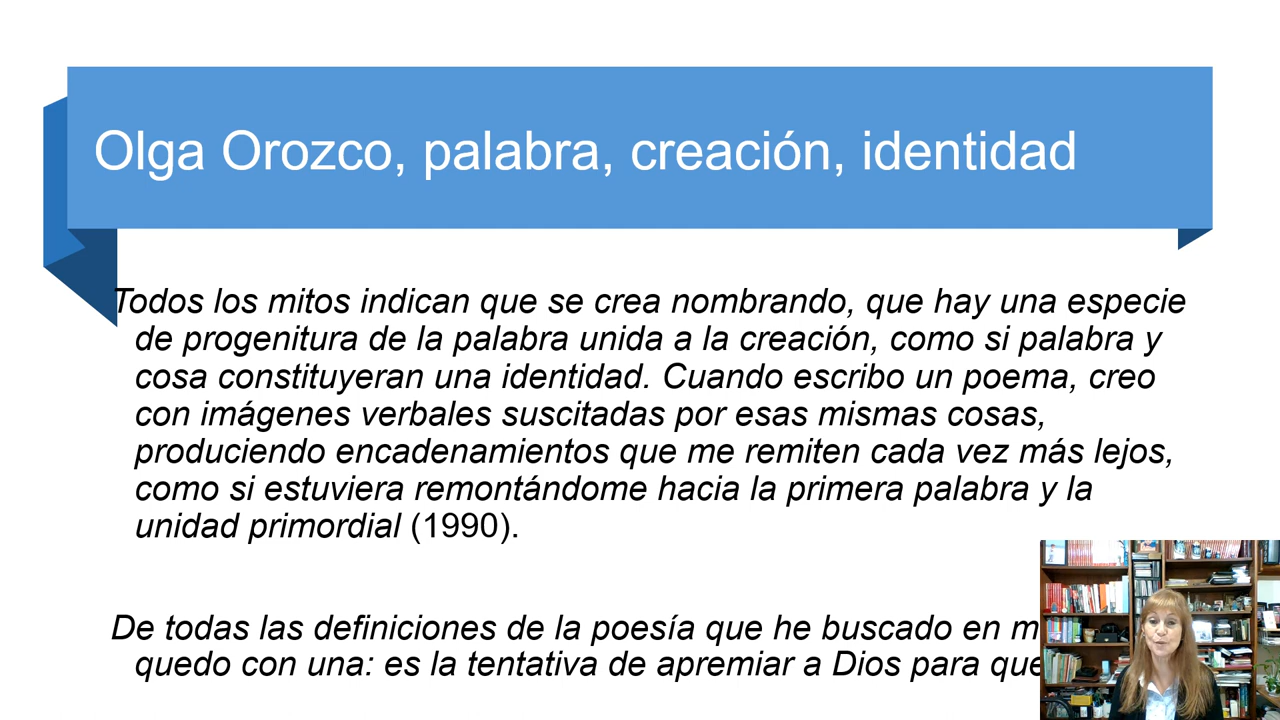 Olga Orozco, palabra, creación, identidad
Todos los mitos indican que se crea nombrando, que hay una especie
de progenitura de la palabra unida a la creación, como si palabra y
cosa constituyeran una identidad. Cuando escribo un poema, creo
con imágenes verbales suscitadas por esas mismas cosas,
produciendo encadenamientos que me remiten cada vez más lejos,
como si estuviera remontándome hacia la primera palabra y la
unidad primordial (1990).
De todas las definiciones de la poesía que he buscado en
quedo con una: es la tentativa de apremiar a Dios para que